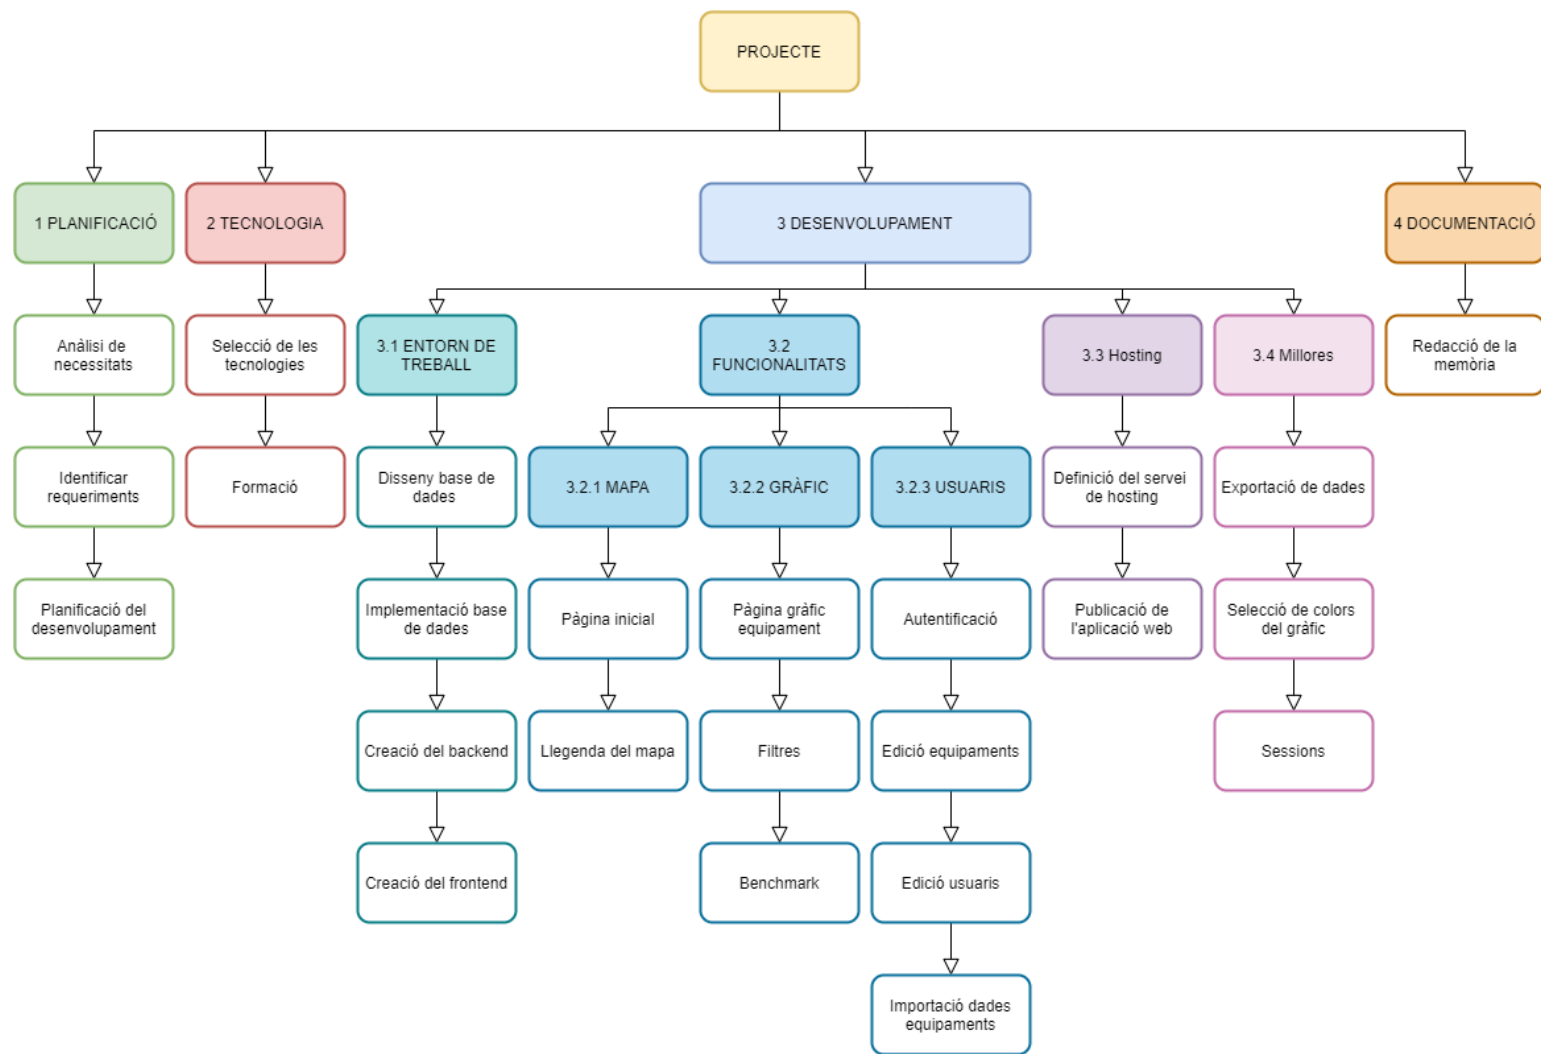 PROJECTE
1 PLANIFICACIÓ
2 TECNOLOGIA
3 DESENVOLUPAMENT
4 DOCUMENTACIÓ
Anàlisi de
necessitats
Selecció de les
tecnologies
3.1 ENTORN DE
TREBALL
3.2
FUNCIONALITATS
3.3 Hosting
3.4 Millores
Redacció de la
memòria
Identificar
requeriments
Formació
Disseny base de
dades
3.2.1 MAPA
3.2.2 GRÀFIC
3.2.3 USUARIS
Definició del servei
de hosting
Exportació de dades
Planificació del
desenvolupament
Implementació base
de dades
Pàgina inicial
Pàgina gràfic
equipament
Autentificació
Publicació de
l'aplicació web
Selecció de colors
del gràfic
Creació del backend
Llegenda del mapa
Filtres
Edició equipaments
Sessions
Creació del frontend
Benchmark
Edició usuaris
Importació dades
equipaments